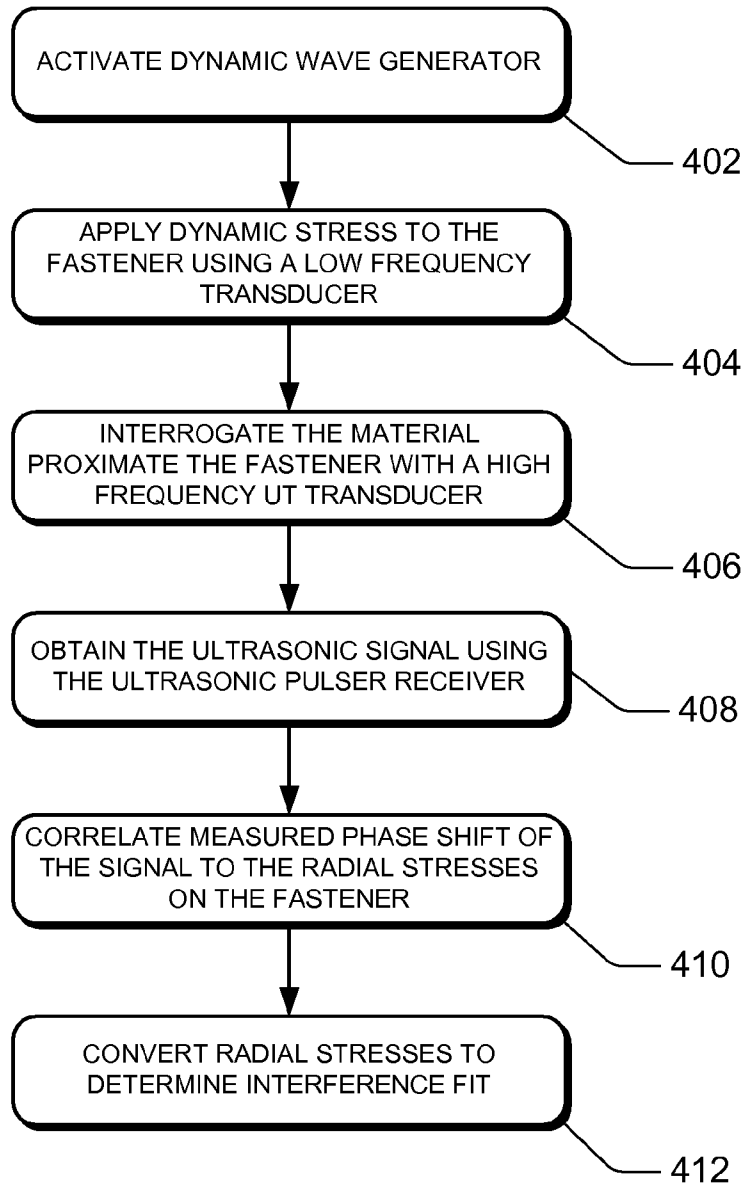 ACTIVATE DYNAMIC WAVE GENERATOR
402
APPLY DYNAMIC STRESS TO THE
FASTENER USING A LOW FREQUENCY
TRANSDUCER
404
INTERROGATE THE MATERIAL
PROXIMATE THE FASTENER WITH A HIGH
FREQUENCY UT TRANSDUCER
406
OBTAIN THE ULTRASONIC SIGNAL USING
THE ULTRASONIC PULSER RECEIVER
408
CORRELATE MEASURED PHASE SHIFT OF
THE SIGNAL TO THE RADIAL STRESSES
ON THE FASTENER
410
CONVERT RADIAL STRESSES TO
DETERMINE INTERFERENCE FIT
412